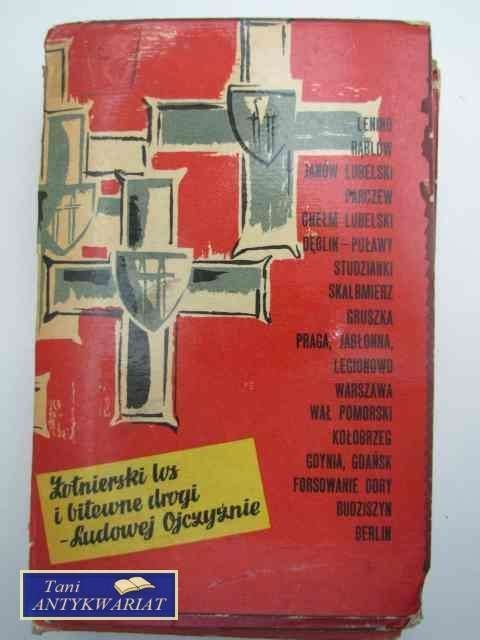 LENINO
RĄBLÓW
JANÓW LUBELSKI
PARCZEW
CHEŁM LUBELSKI
DĘBLIN-PUŁAWY
STUDZIANKI
SKALBMIERZ
GRUSZKA
PRAGA, JABŁONNA,
LEGIONOWO
WARSZAWA
WAŁ POMORSKI
KOŁOBRZEG
GDYNIA, GDAŃSK
FORSOWANIE ODRY
BUDZISZYN
BERLIN
Żołnierski los
i bitewne drogi
-Ludowej Ojczyźnie
Tani
ANTYKWARIAT